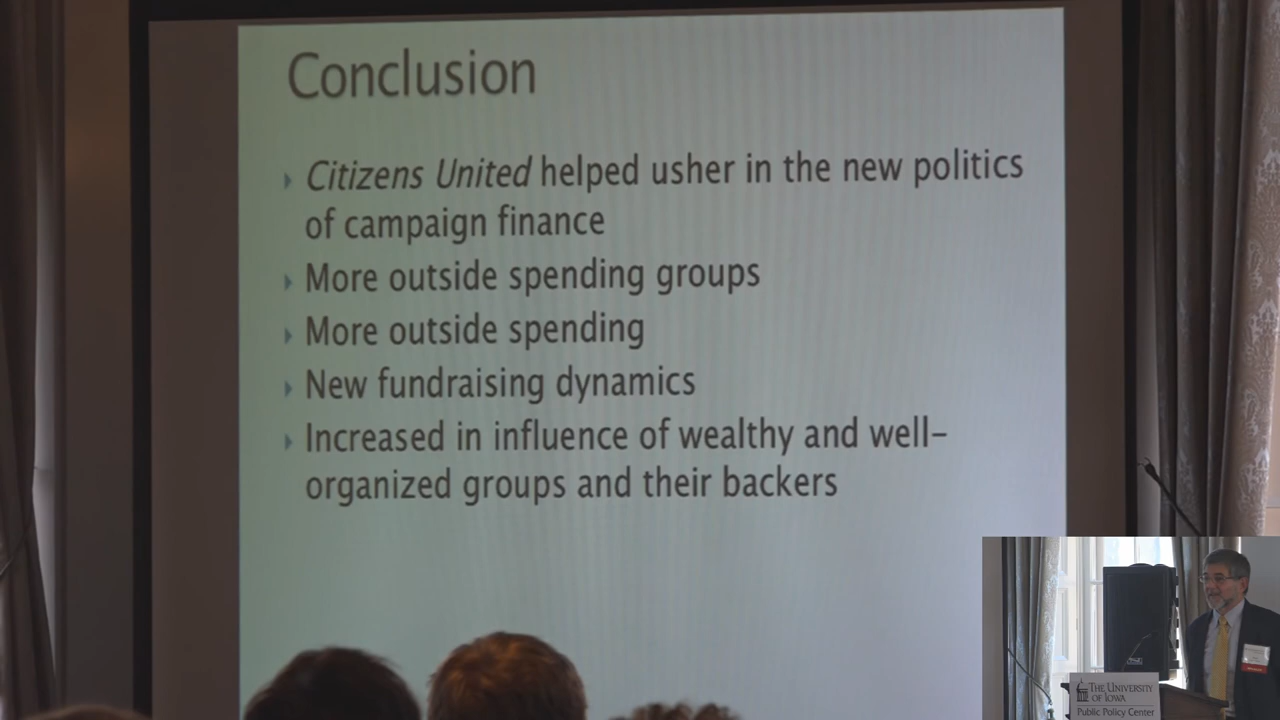 Conclusion
Citizens United helped usher in the new politics
of campaign finance
More outside spending groups
More outside spending
New fundraising dynamics
Increased in influence of wealthy and well–
organized groups and their backers
THE UNIVERSITY
OF IOWA
Public Policy Center